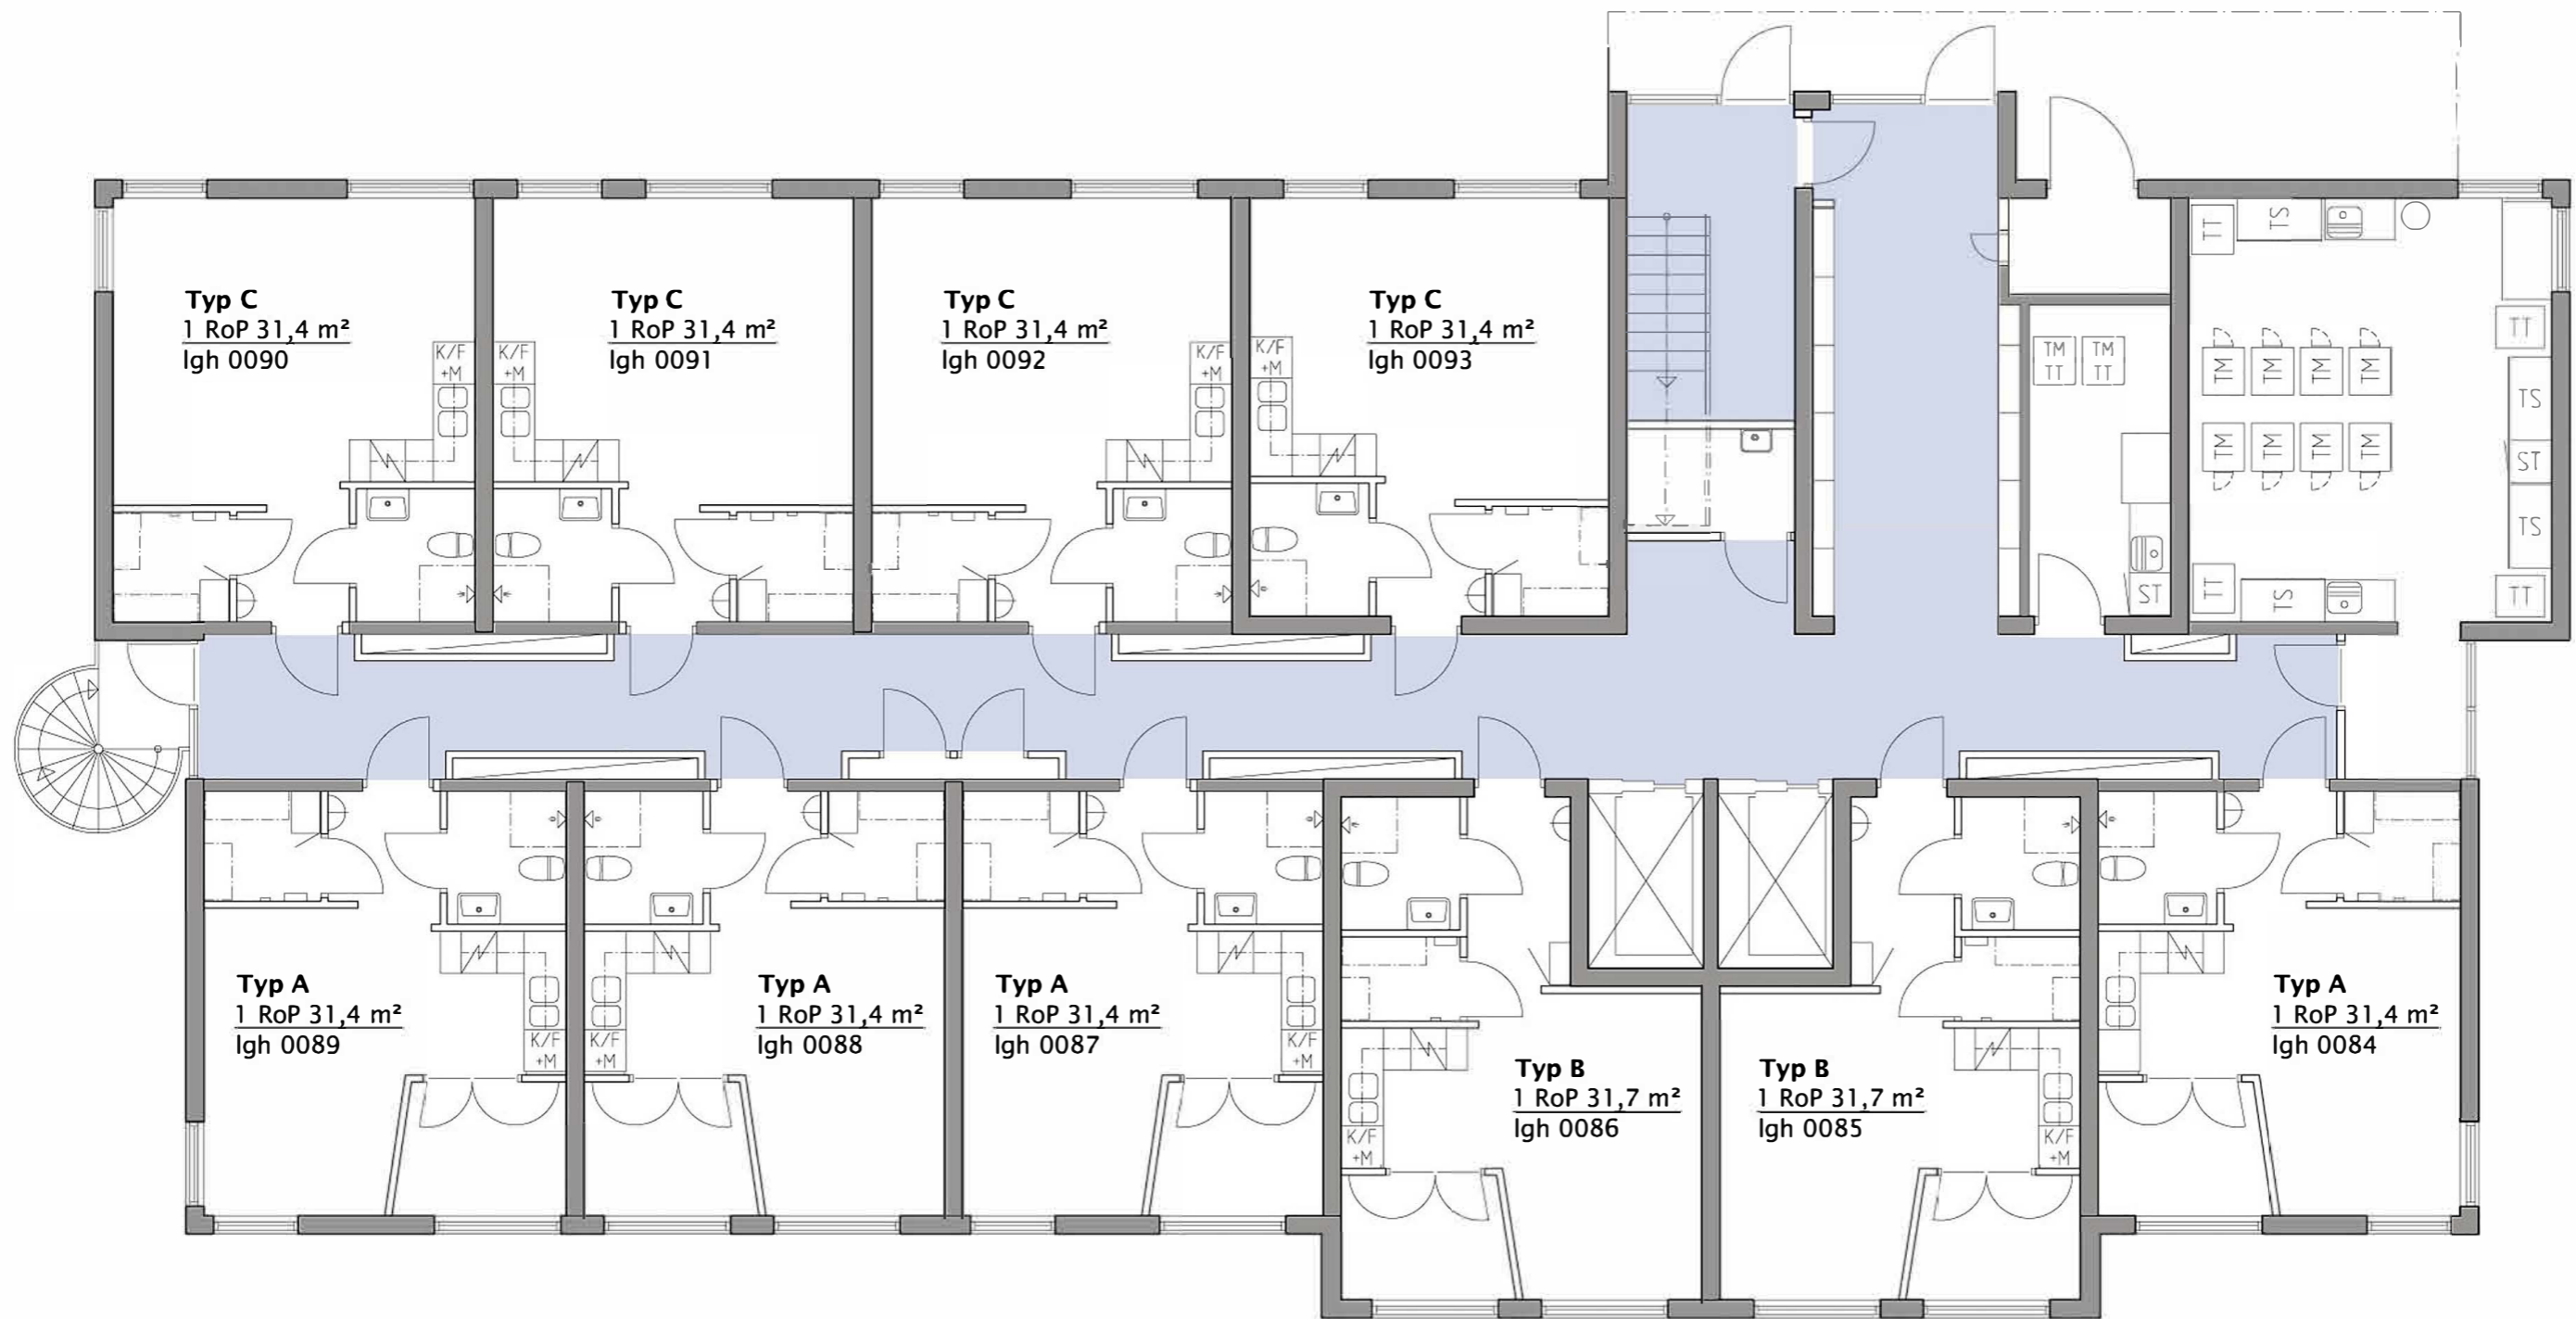 Typ C
1 RoP 31,4 m²
lgh 0090
K/F
+M
Typ C
1 RoP 31,4 m²
lgh 0091
K/F
+M
Typ C
1 RoP 31,4 m²
lgh 0092
K/F
+M
Typ C
1 RoP 31,4 m²
lgh 0093
K/F
+M
TM
TT
TM
TT
ST
TT
TS
TT
TM
TM
TM
TM
TS
TM
TM
TM
TM
ST
TS
TT
TS
TT
Typ A
1 RoP 31,4 m²
lgh 0089
K/F
+M
Typ A
1 RoP 31,4 m²
lgh 0088
K/F
+M
Typ A
1 RoP 31,4 m²
lgh 0087
K/F
+M
Typ B
1 RoP 31,7 m²
lgh 0086
K/F
+M
Typ B
1 RoP 31,7 m²
lgh 0085
K/F
+M
Typ A
1 RoP 31,4 m²
lgh 0084